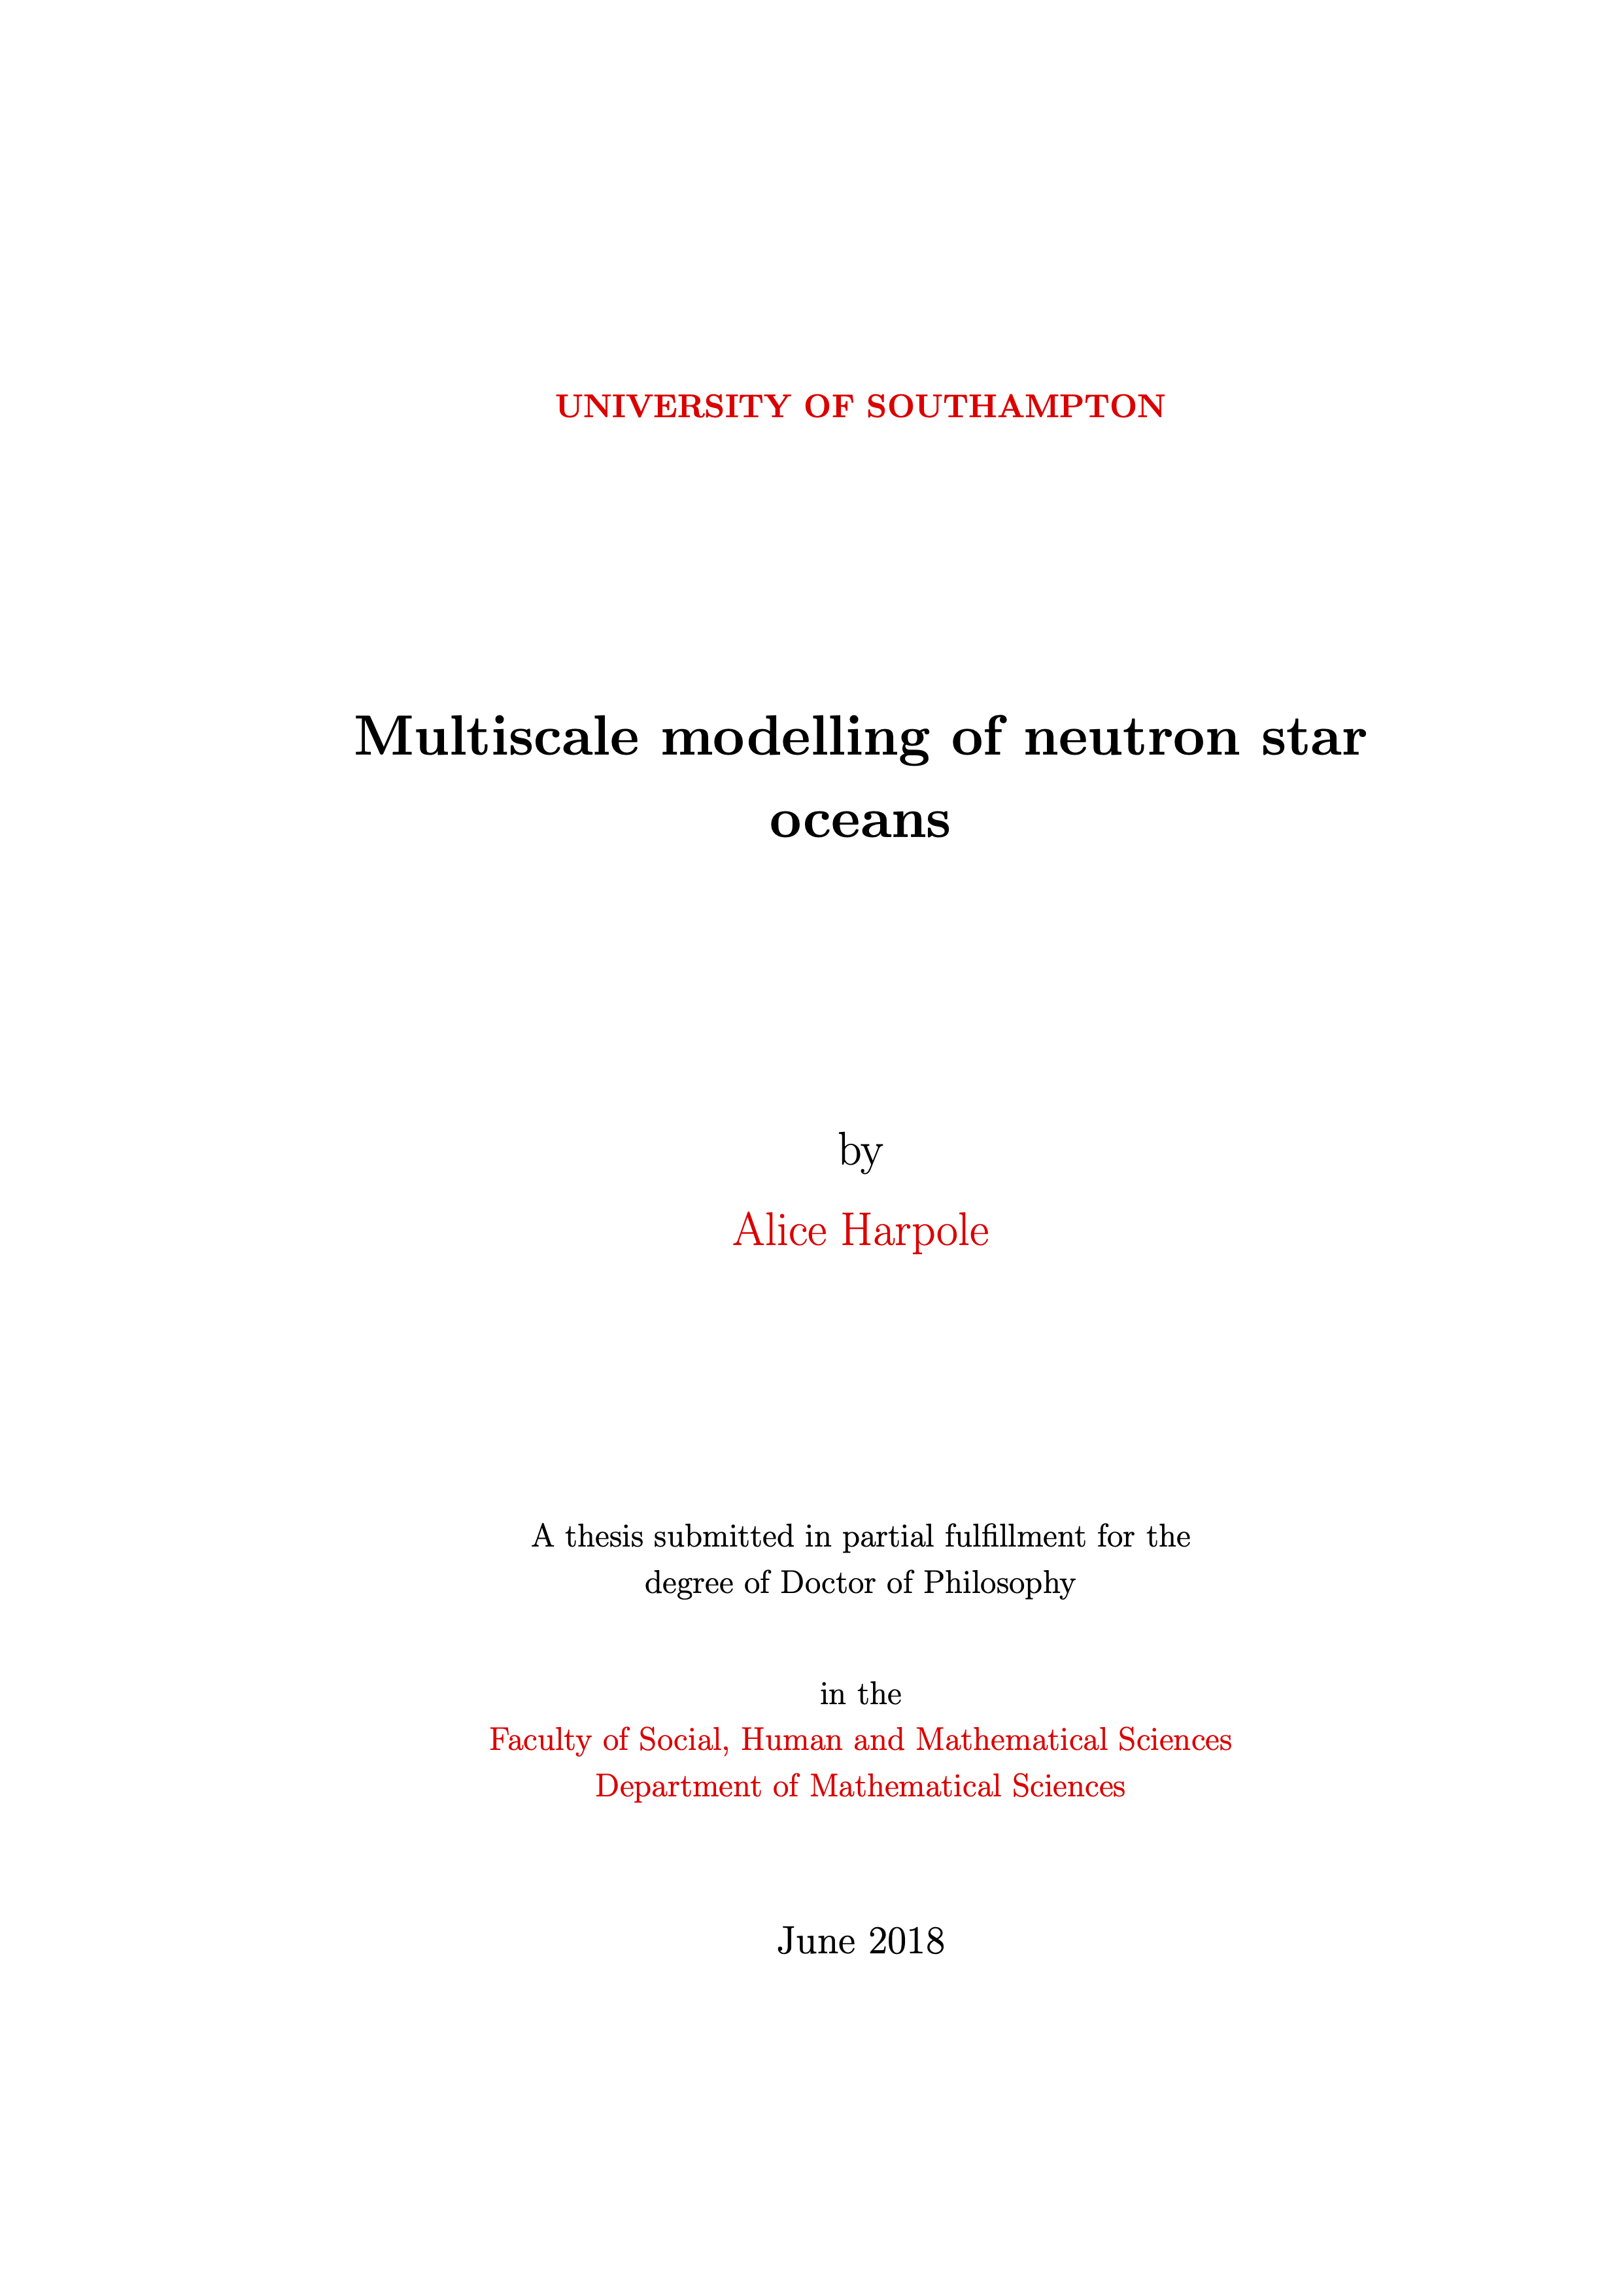 UNIVERSITY OF SOUTHAMPTON
Multiscale modelling of neutron star
oceans
by
Alice Harpole
A thesis submitted in partial fulfillment for the
degree of Doctor of Philosophy
in the
Faculty of Social, Human and Mathematical Sciences
Department of Mathematical Sciences
June 2018